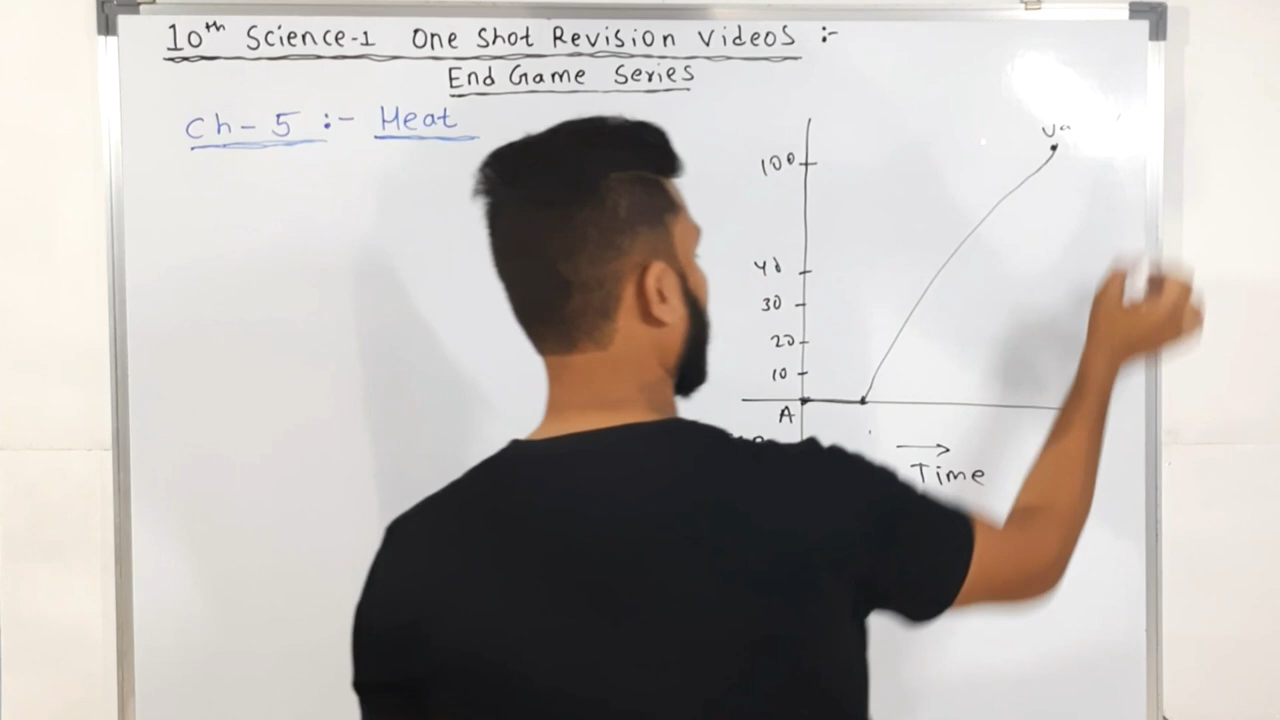 10th Science-1 One Shot Revision Videos :-
End Game Series
Ch-5 :- Heat
100
40
30
20
10
A
Time